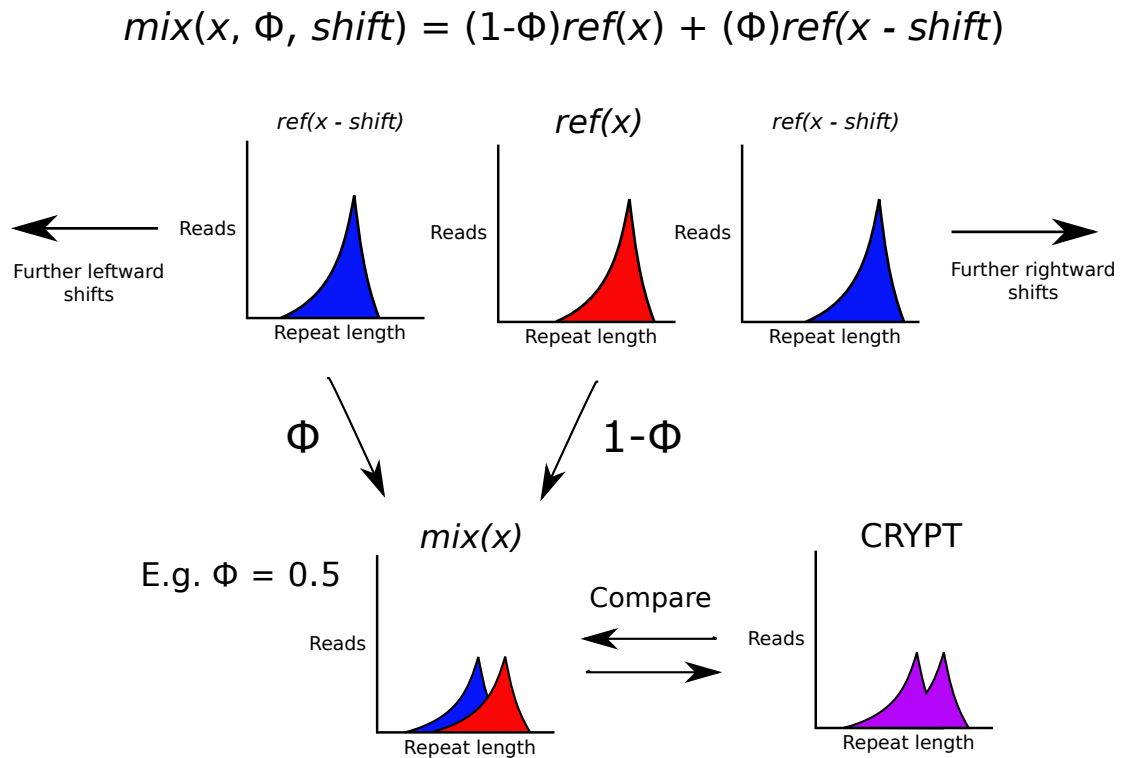 mix(x, Φ, shift) = (1-Φ)ref(x) + (Φ)ref(x - shift)
ref(x - shift)
ref(x)
ref(x - shift)
Reads
Reads
Reads
Further leftward
shifts
Further rightward
shifts
Repeat length
Repeat length
Repeat length
Φ
1-Φ
mix(x)
CRYPT
E.g. Φ = 0.5
Compare
Reads
Reads
Repeat length
Repeat length